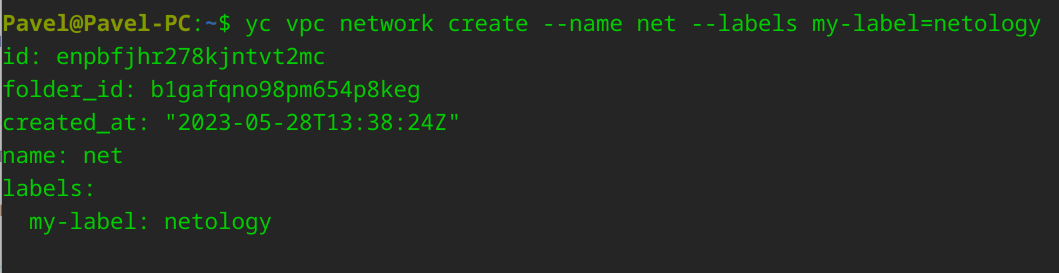 Pavel@Pavel-PC:~$ yc vpc network create --name net --labels my-label=netology
id: enpbfjhr278kjntvt2mc
folder_id: b1gafqno98pm654p8keg
created_at: "2023-05-28T13:38:24Z"
name: net
labels:
  my-label: netology